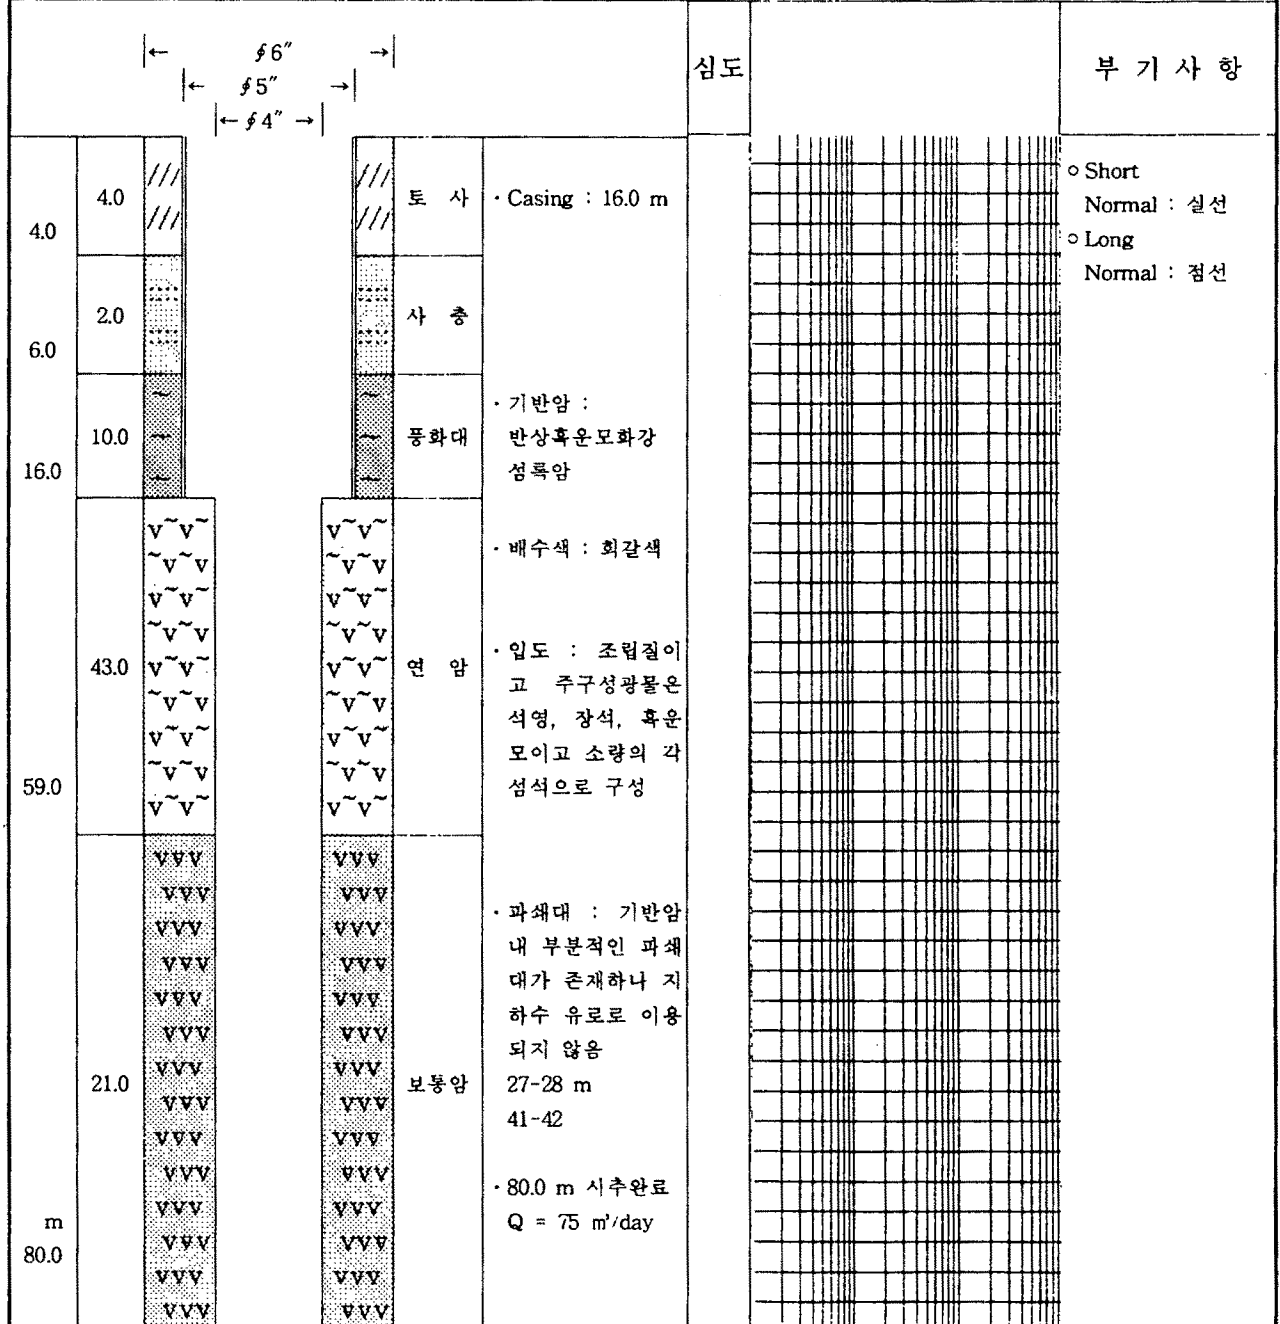 ∮6″
∮5″
∮4″
심도
부 기 사 항
4.0
4.0
토 사
· Casing : 16.0 m
○ Short
Normal : 실선
○ Long
Normal : 점선
2.0
6.0
사 층
10.0
16.0
풍화대
· 기반암 :
반상흑운모화강
섬록암
· 배수색 : 회갈색
43.0
59.0
연 암
· 입도 : 조립질이
고 주구성광물은
석영, 장석, 흑운
모이고 소량의 각
섬석으로 구성
· 파쇄대 : 기반암
내 부분적인 파쇄
대가 존재하나 지
하수 유로로 이용
되지 않음
27-28 m
41-42
21.0
보통암
· 80.0 m 시추완료
Q = 75 m³/day
m
80.0